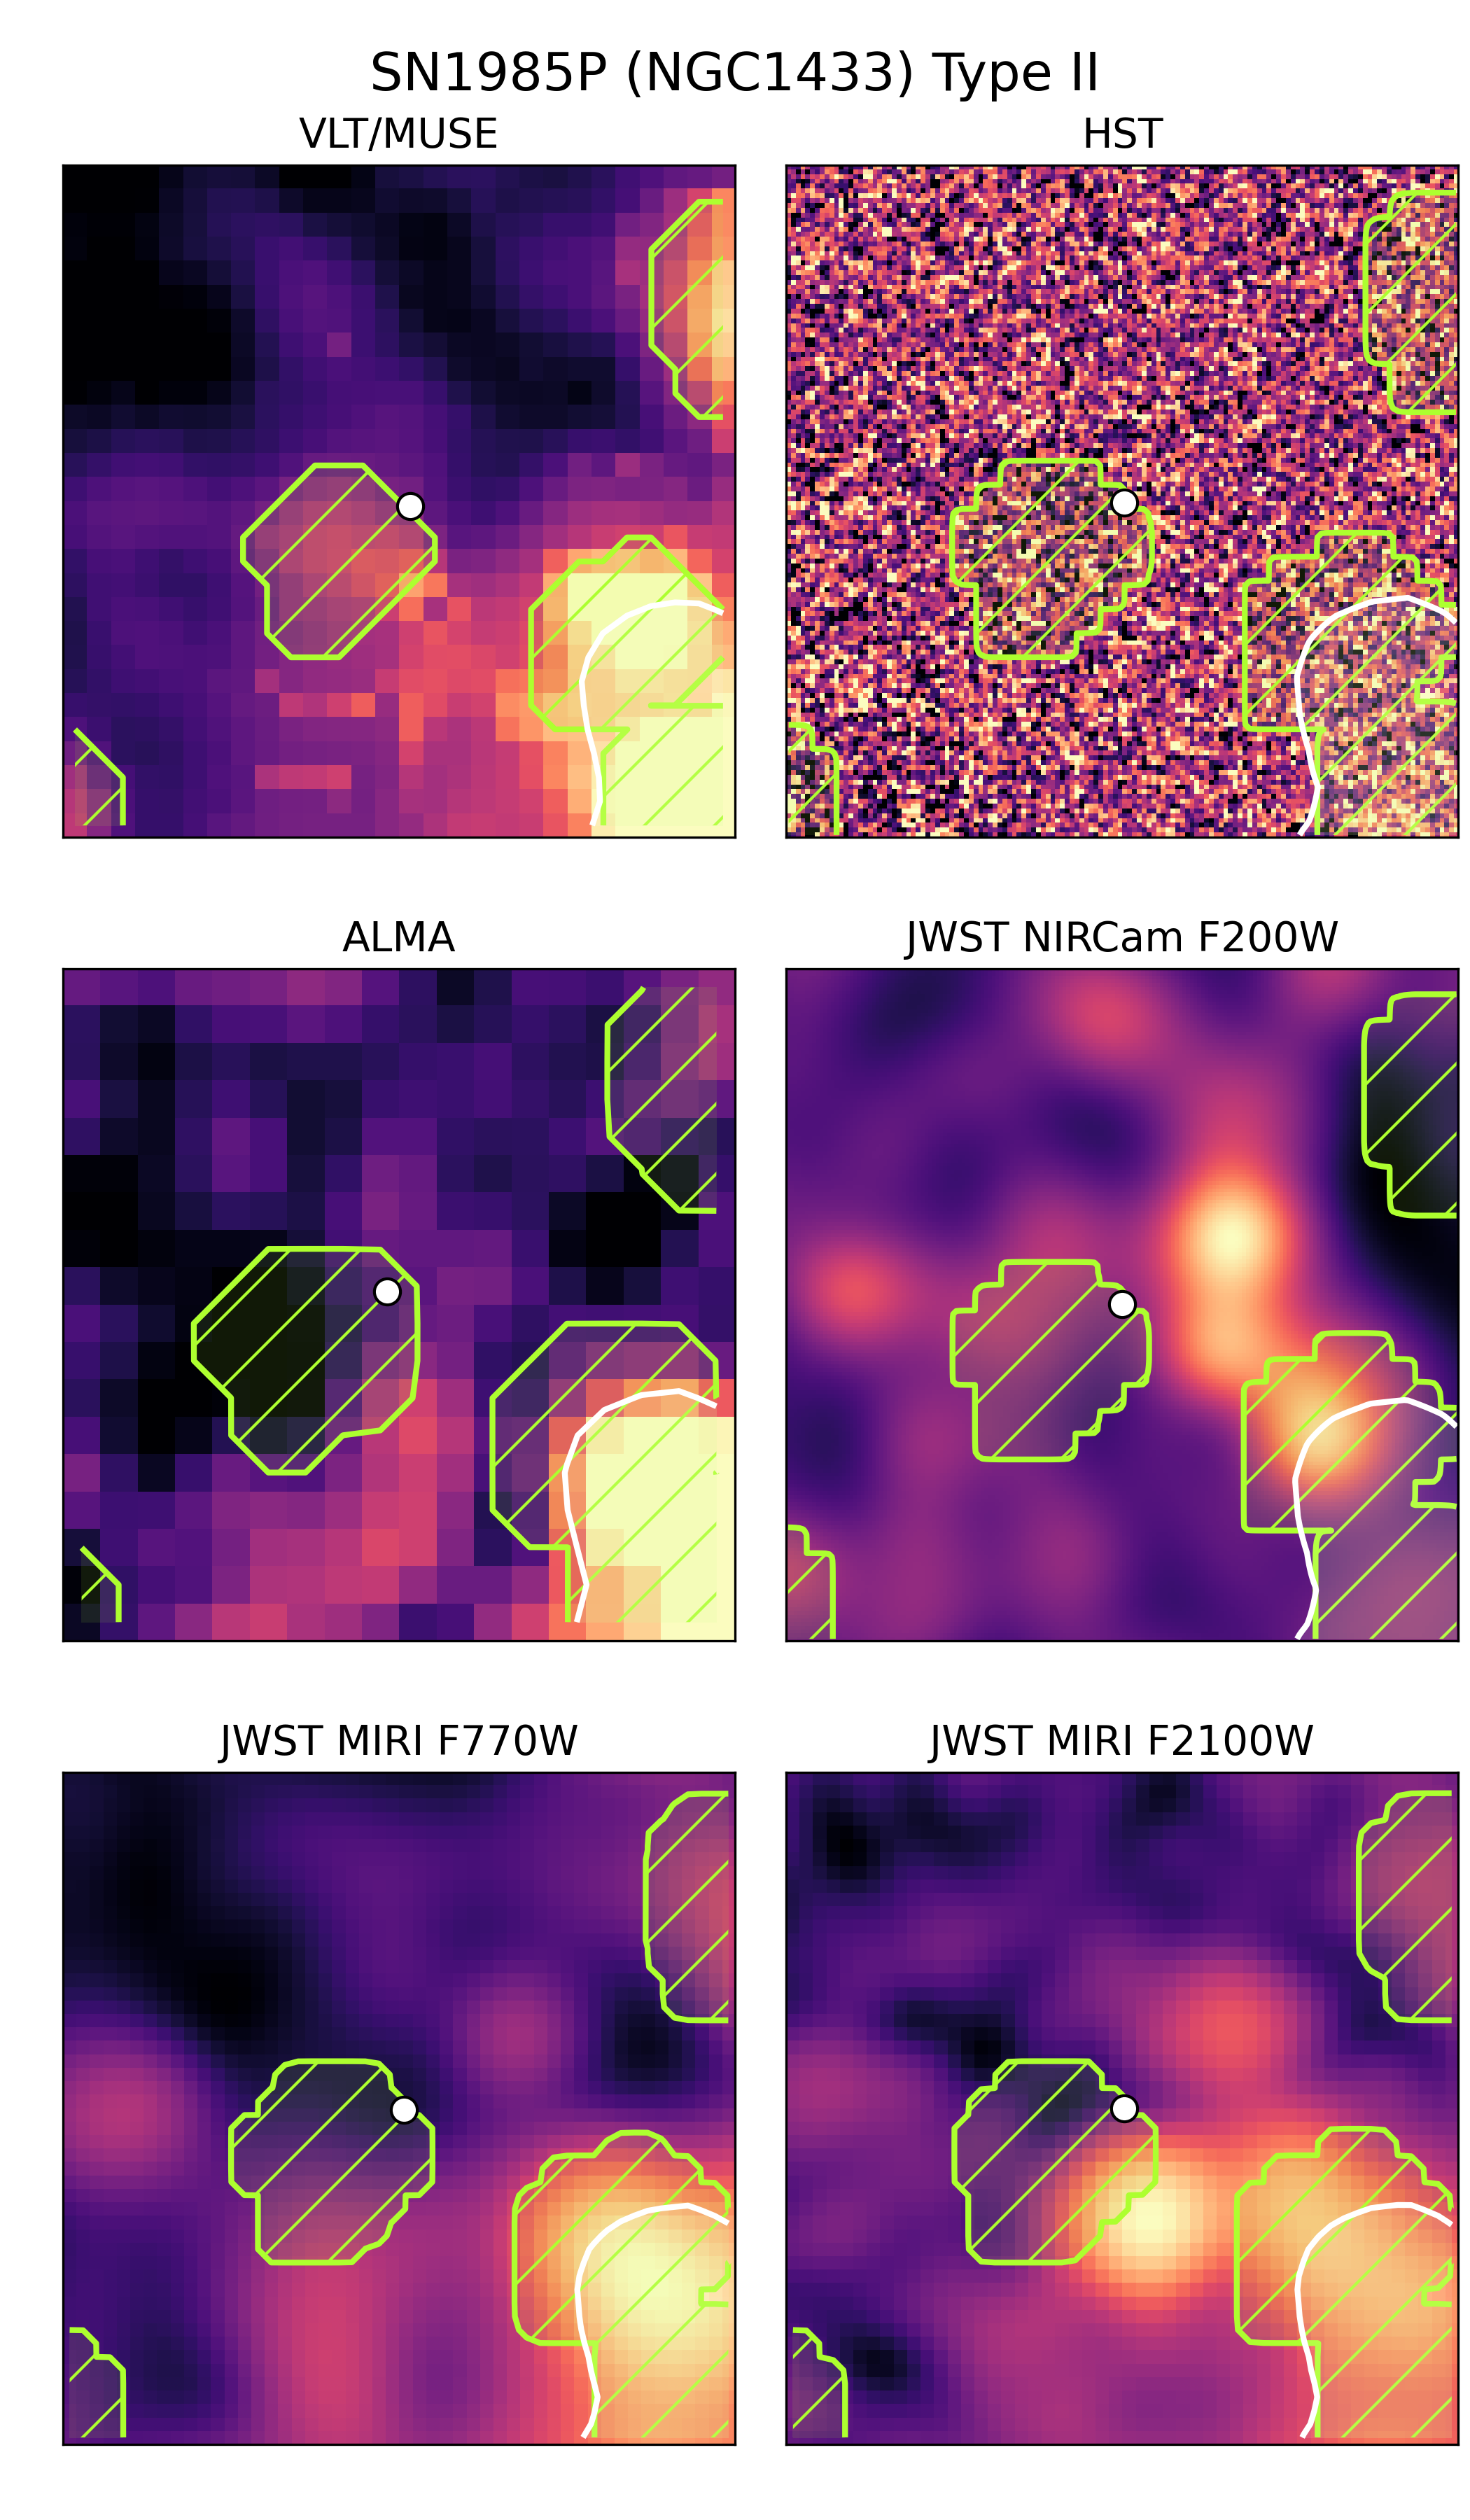 SN1985P (NGC1433) Type II
VLT/MUSE
HST
ALMA
JWST NIRCam F200W
JWST MIRI F770W
JWST MIRI F2100W